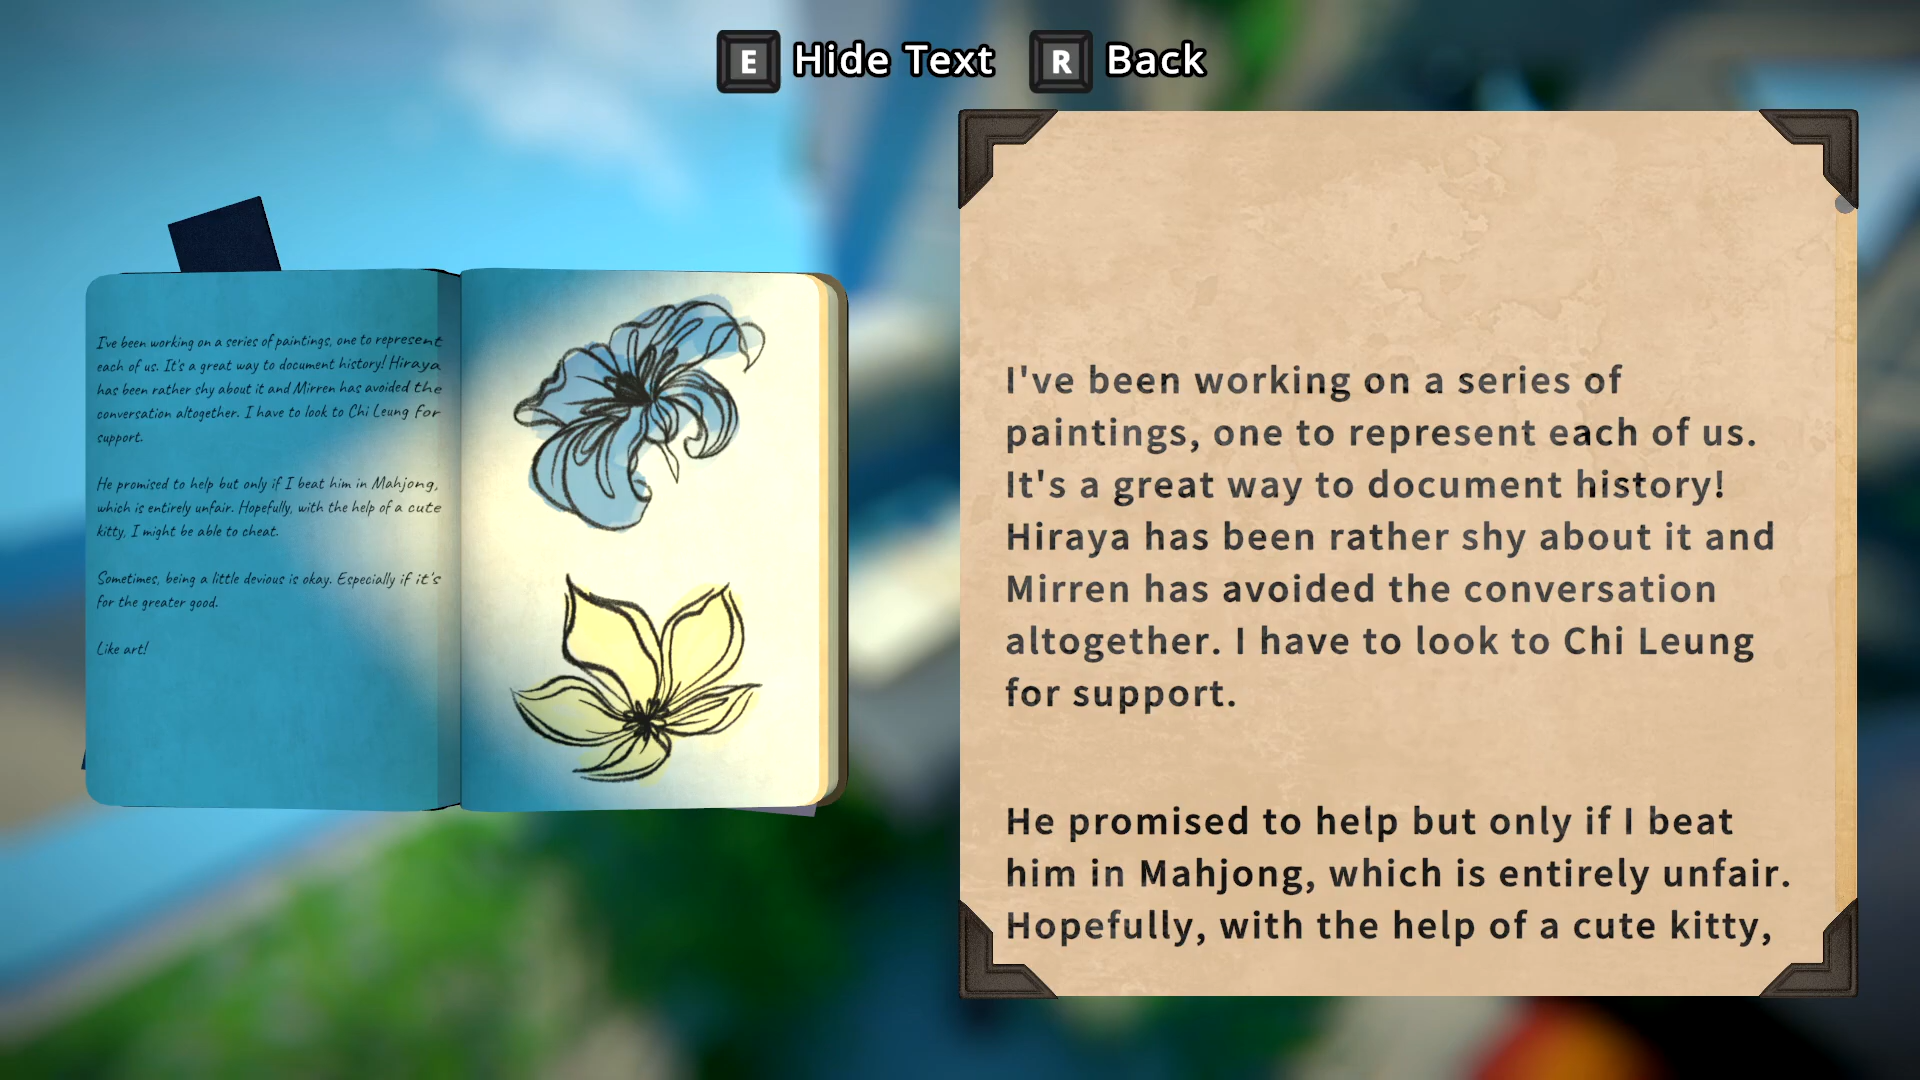 E Hide Text R Back
I've been working on a series of paintings, one to represent
each of us. It's a great way to document history! Hiraya
has been rather shy about it and Mirren has avoided the
conversation altogether. I have to look to Chi Leung for
support.
He promised to help but only if I beat him in Mahjong,
which is entirely unfair. Hopefully, with the help of a cute
kitty, I might be able to cheat.
Sometimes, being a little devious is okay. Especially if it's
for the greater good.
Like art!
I've been working on a series of
paintings, one to represent each of us.
It's a great way to document history!
Hiraya has been rather shy about it and
Mirren has avoided the conversation
altogether. I have to look to Chi Leung
for support.
He promised to help but only if I beat
him in Mahjong, which is entirely unfair.
Hopefully, with the help of a cute kitty,